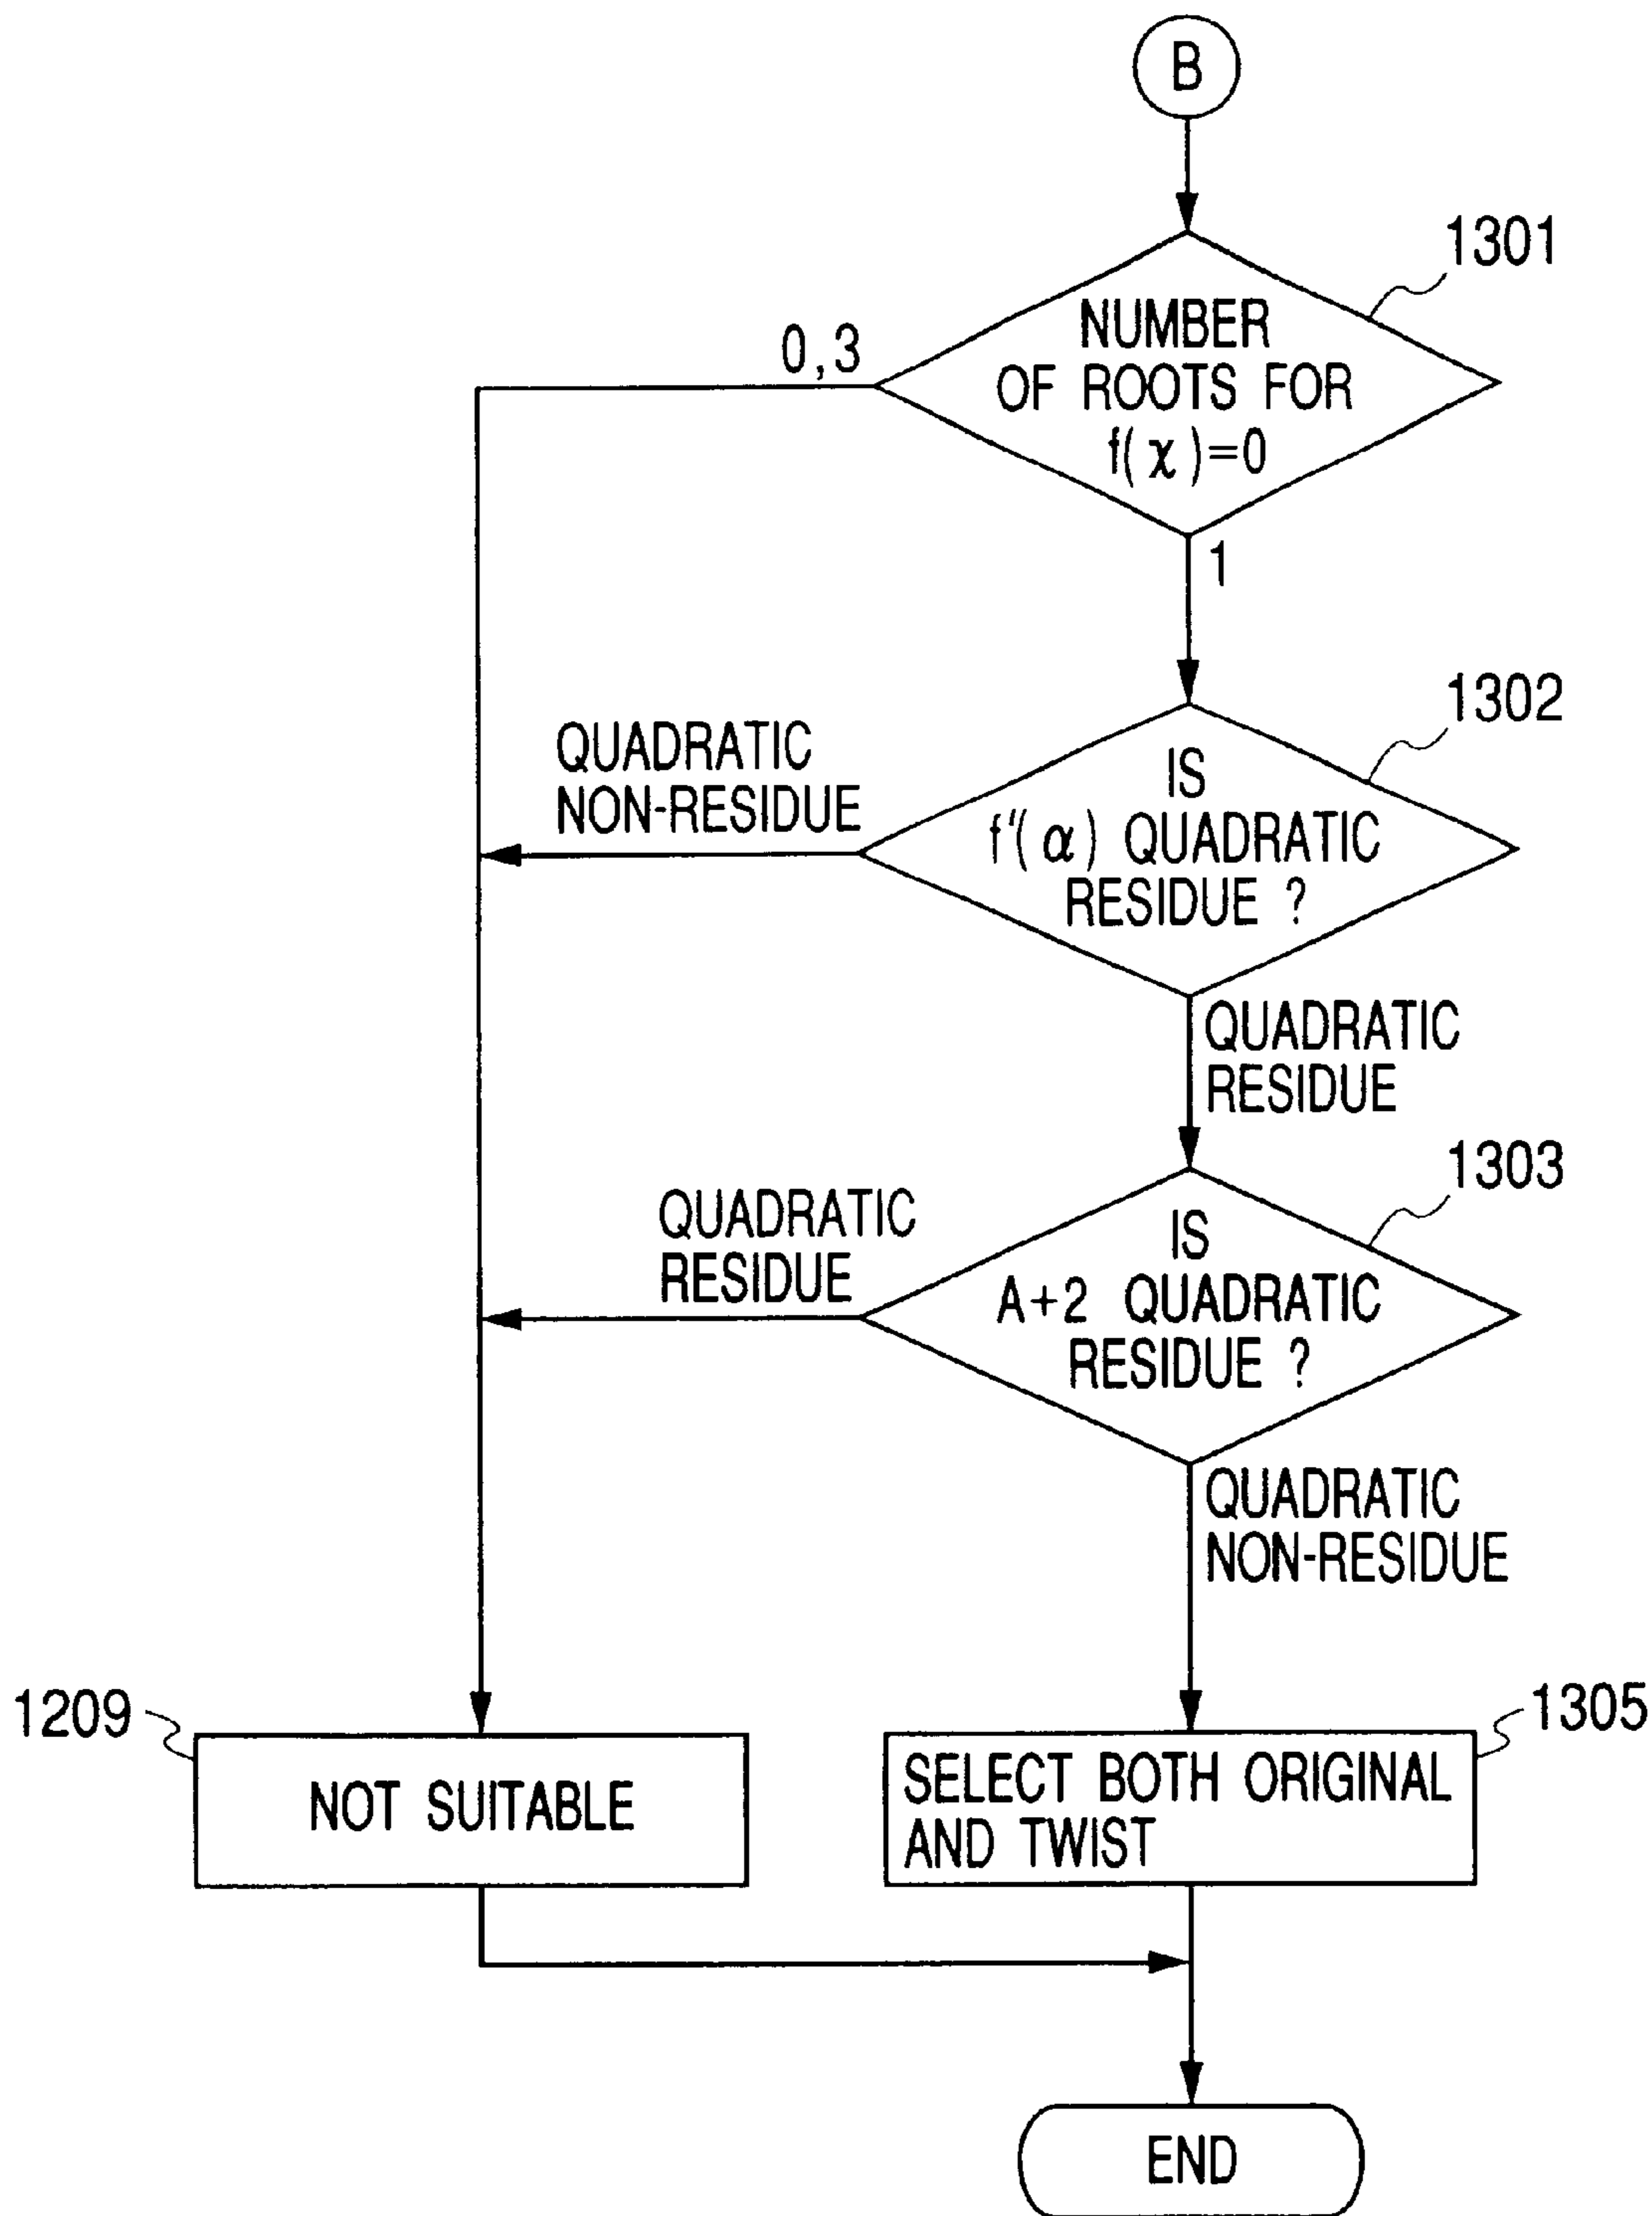 B
1301
NUMBER
OF ROOTS FOR
f(χ)=0
0,3
1
1302
IS
f'(α) QUADRATIC
RESIDUE ?
QUADRATIC
NON-RESIDUE
QUADRATIC
RESIDUE
1303
IS
A+2 QUADRATIC
RESIDUE ?
QUADRATIC
RESIDUE
QUADRATIC
NON-RESIDUE
1209
NOT SUITABLE
1305
SELECT BOTH ORIGINAL
AND TWIST
END